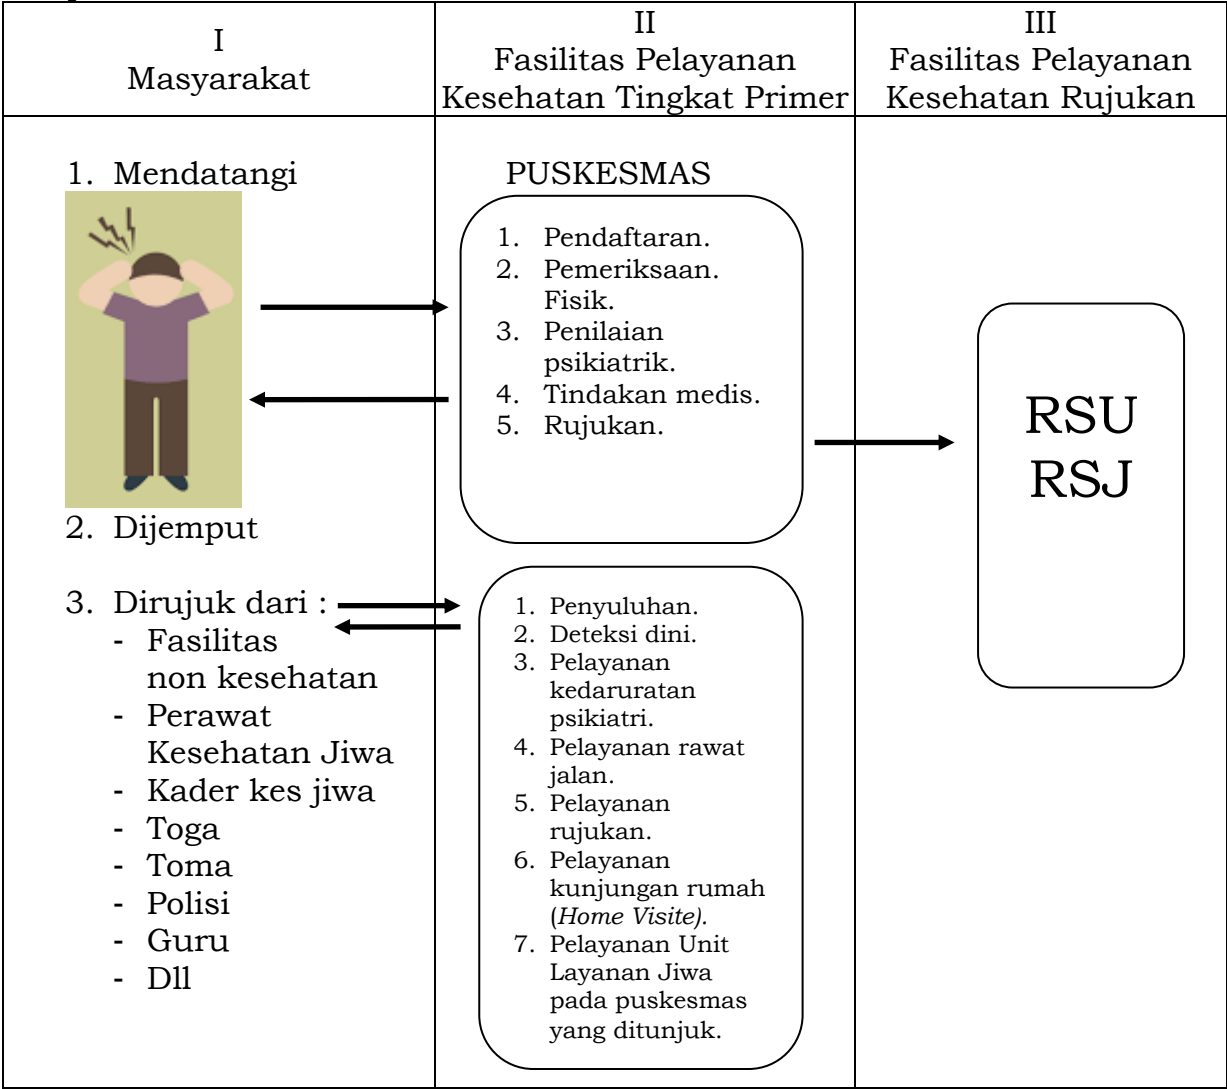 I
Masyarakat
II
Fasilitas Pelayanan
Kesehatan Tingkat Primer
III
Fasilitas Pelayanan
Kesehatan Rujukan
1. Mendatangi
2. Dijemput
3. Dirujuk dari :
- Fasilitas
non kesehatan
- Perawat
Kesehatan Jiwa
- Kader kes jiwa
- Toga
- Toma
- Polisi
- Guru
- Dll
PUSKESMAS
1. Pendaftaran.
2. Pemeriksaan.
Fisik.
3. Penilaian
psikiatrik.
4. Tindakan medis.
5. Rujukan.
1. Penyuluhan.
2. Deteksi dini.
3. Pelayanan
kedaruratan
psikiatri.
4. Pelayanan rawat
jalan.
5. Pelayanan
rujukan.
6. Pelayanan
kunjungan rumah
(Home Visite).
7. Pelayanan Unit
Layanan Jiwa
pada puskesmas
yang ditunjuk.
RSU
RSJ